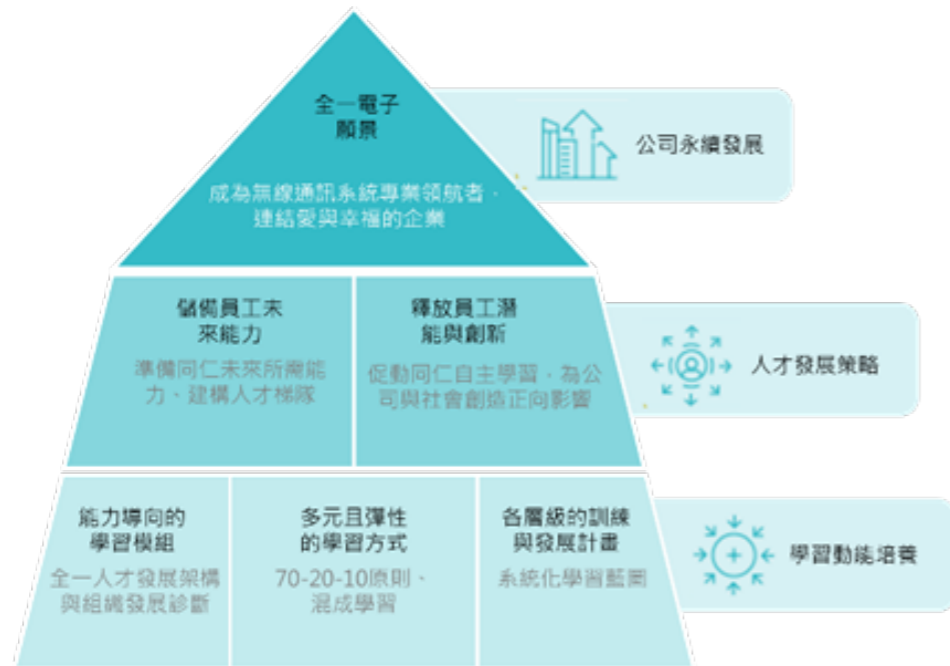 全一電子
願景
成為無線通訊系統專業領航者，
連結愛與幸福的企業
公司永續發展
儲備員工未
來能力
準備同仁未來所需能
力、建構人才梯隊
釋放員工潛
能與創新
促動同仁自主學習，為公
司與社會創造正向影響
人才發展策略
能力導向的
學習模組
全一人才發展架構
與組織發展診斷
多元且彈性
的學習方式
70-20-10原則、
混成學習
各層級的訓練
與發展計畫
系統化學習藍圖
學習動能培養